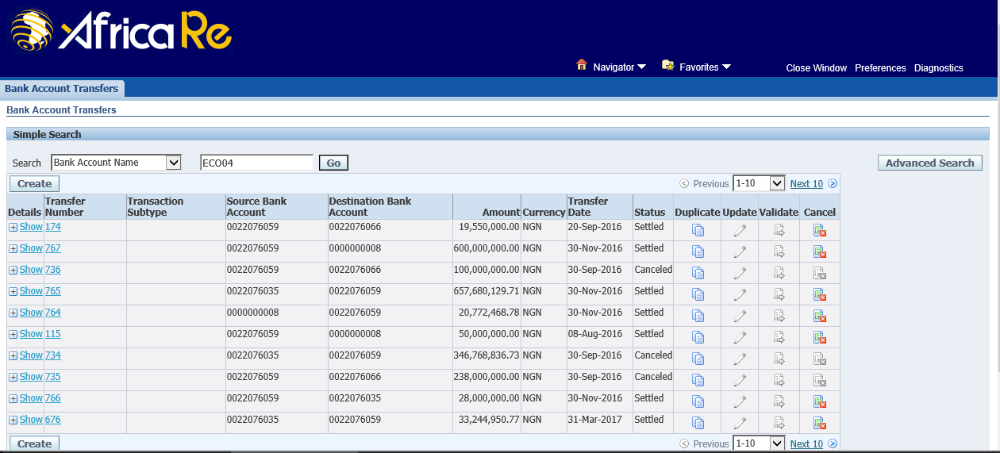 AfricaRe
Navigator Favorites Close Window Preferences Diagnostics
Bank Account Transfers
Bank Account Transfers
Simple Search
Search Bank Account Name ECO04 Go Advanced Search
Create Previous 1-10 Next 10
Details Transfer Number Transaction Subtype Source Bank Account Destination Bank Account Amount Currency Transfer Date Status Duplicate Update Validate Cancel
Show 174 0022076059 0022076066 19,550,000.00 NGN 20-Sep-2016 Settled
Show 767 0022076059 0000000008 600,000,000.00 NGN 30-Nov-2016 Settled
Show 736 0022076059 0022076066 100,000,000.00 NGN 30-Sep-2016 Canceled
Show 765 0022076035 0022076059 657,680,129.71 NGN 30-Nov-2016 Settled
Show 764 0000000008 0022076059 20,772,468.78 NGN 30-Nov-2016 Settled
Show 115 0022076059 0000000008 50,000,000.00 NGN 08-Aug-2016 Settled
Show 734 0022076035 0022076059 346,768,836.73 NGN 30-Sep-2016 Canceled
Show 735 0022076059 0022076066 238,000,000.00 NGN 30-Sep-2016 Canceled
Show 766 0022076059 0022076035 28,000,000.00 NGN 30-Nov-2016 Settled
Show 676 0022076035 0022076059 33,244,950.77 NGN 31-Mar-2017 Settled
Create Previous 1-10 Next 10